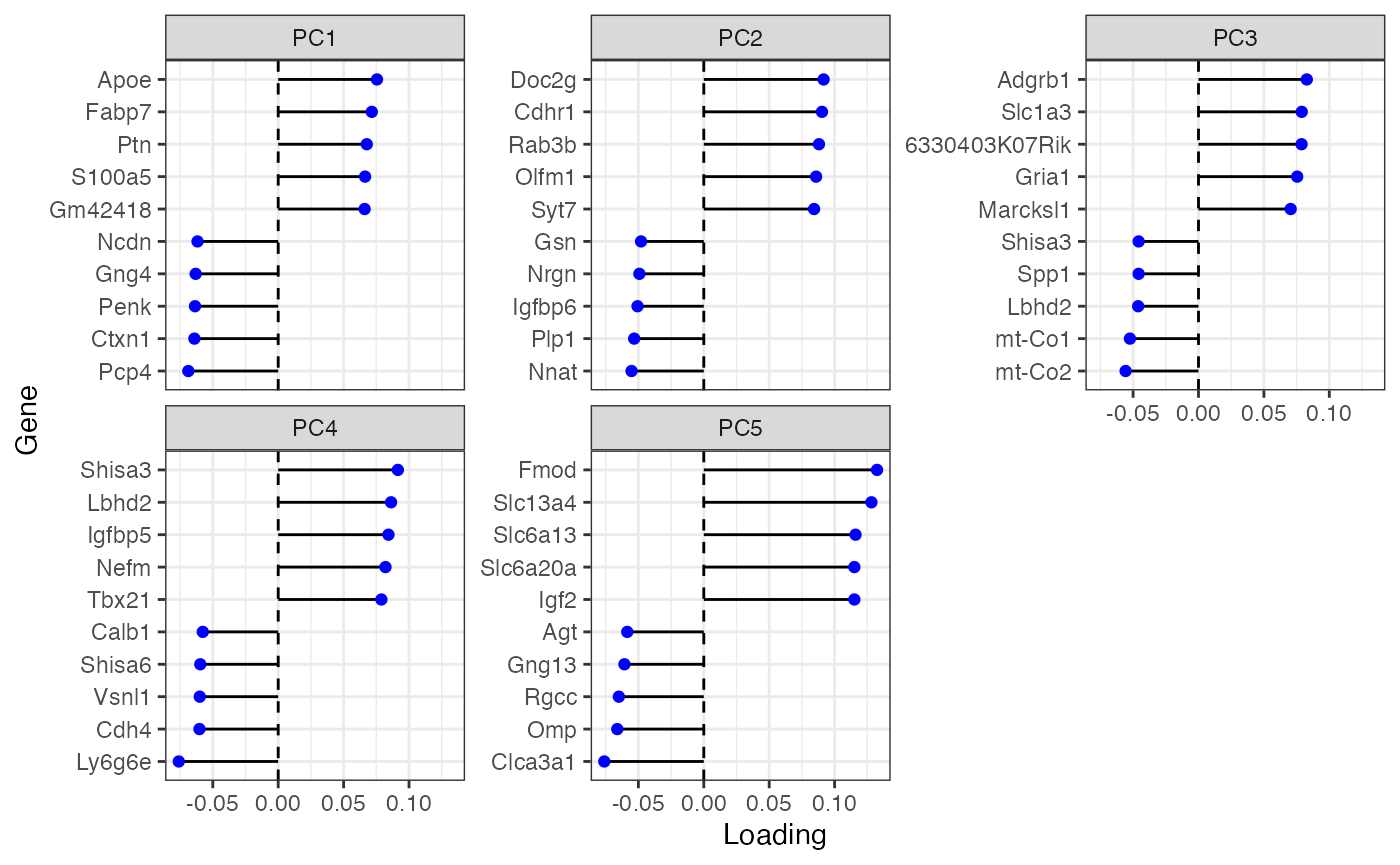 PC1
Apoe
Fabp7
Ptn
S100a5
Gm42418
Ncdn
Gng4
Penk
Ctxn1
Pcp4
PC2
Doc2g
Cdhr1
Rab3b
Olfm1
Syt7
Gsn
Nrgn
Igfbp6
Plp1
Nnat
PC3
Adgrb1
Slc1a3
6330403K07Rik
Gria1
Marcksl1
Shisa3
Spp1
Lbhd2
mt-Co1
mt-Co2
-0.05 0.00 0.05 0.10
Gene
PC4
Shisa3
Lbhd2
Igfbp5
Nefm
Tbx21
Calb1
Shisa6
Vsnl1
Cdh4
Ly6g6e
-0.05 0.00 0.05 0.10
PC5
Fmod
Slc13a4
Slc6a13
Slc6a20a
Igf2
Agt
Gng13
Rgcc
Omp
Clca3a1
-0.05 0.00 0.05 0.10
Loading